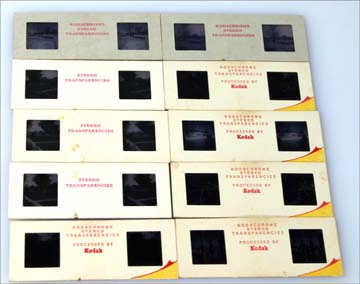 KODACHROME
STEREO
TRANSPARENCIES
KODACHROME
STEREO
TRANSPARENCIES
STEREO
TRANSPARENCIES
KODACHROME
STEREO
TRANSPARENCIES
PROCESSED BY
Kodak
STEREO
TRANSPARENCIES
KODACHROME
STEREO
TRANSPARENCIES
PROCESSED BY
Kodak
STEREO
TRANSPARENCIES
KODACHROME
STEREO
TRANSPARENCIES
PROCESSED BY
Kodak
KODACHROME
STEREO
TRANSPARENCIES
PROCESSED BY
Kodak
KODACHROME
STEREO
TRANSPARENCIES
PROCESSED BY
Kodak